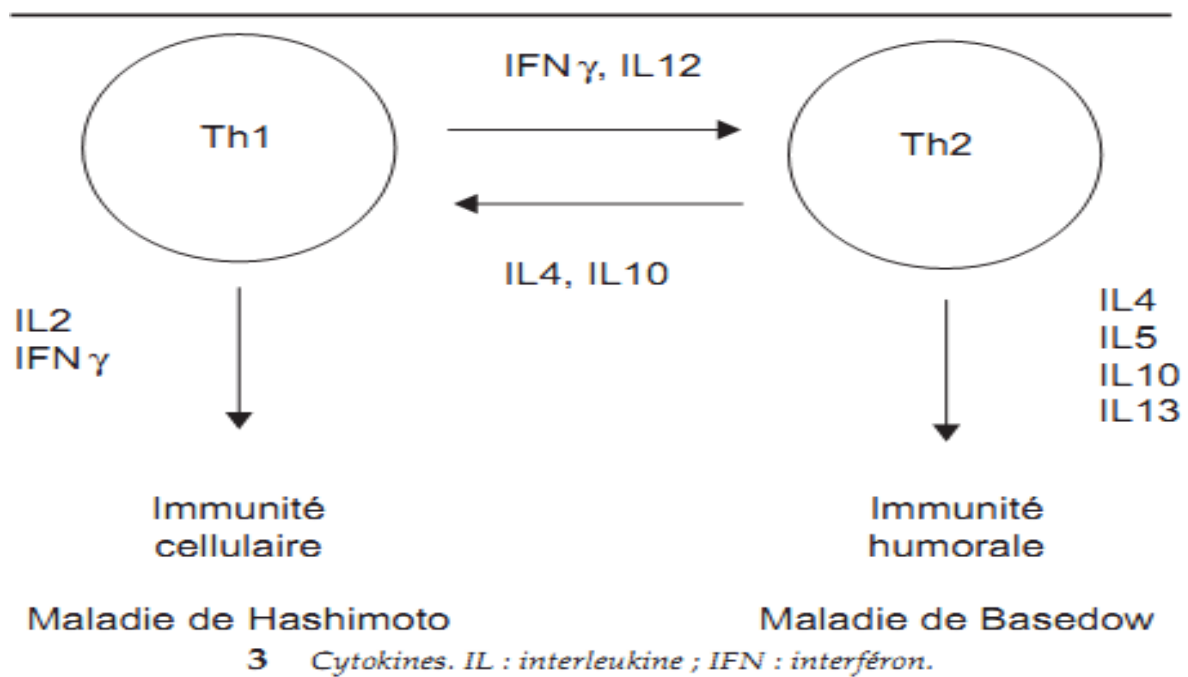 IFN γ, IL12
Th1
Th2
IL4, IL10
IL2
IFN γ
IL4
IL5
IL10
IL13
Immunité
cellulaire
Immunité
humorale
Maladie de Hashimoto
Maladie de Basedow
3 Cytokines. IL : interleukine ; IFN : interféron.